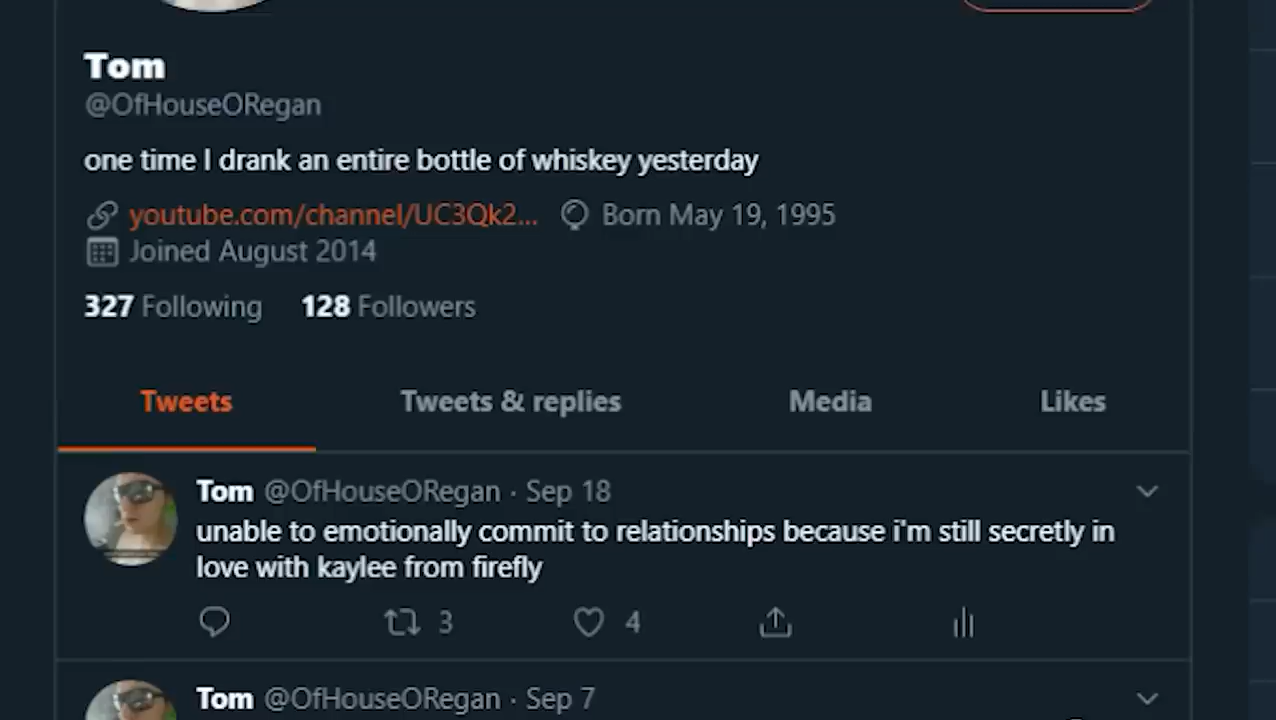 Tom
@OfHouseORegan
one time I drank an entire bottle of whiskey yesterday
youtube.com/channel/UC3Qk2... Born May 19, 1995
Joined August 2014
327 Following 128 Followers
Tweets Tweets & replies Media Likes
Tom @OfHouseORegan · Sep 18
unable to emotionally commit to relationships because i'm still secretly in
love with kaylee from firefly
3 4
Tom @OfHouseORegan · Sep 7